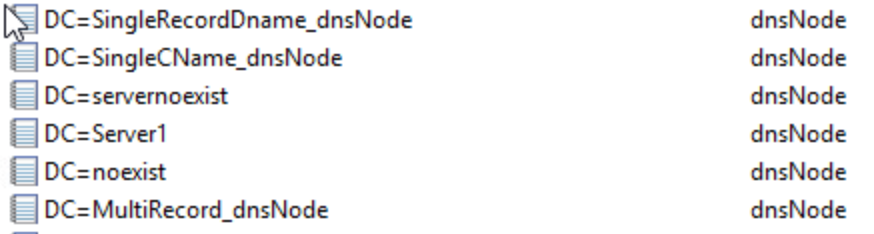 DC=SingleRecordDname_dnsNode dnsNode
DC=SingleCName_dnsNode dnsNode
DC=servernoexist dnsNode
DC=Server1 dnsNode
DC=noexist dnsNode
DC=MultiRecord_dnsNode dnsNode